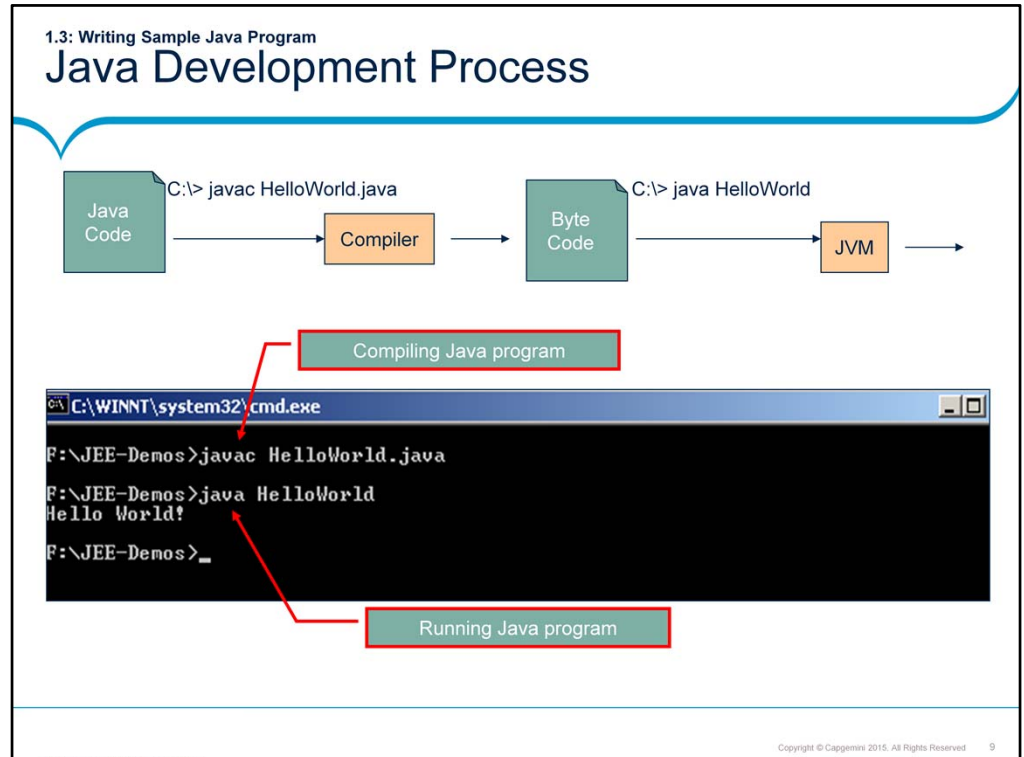 1.3: Writing Sample Java Program
Java Development Process
C:\> javac HelloWorld.java
C:\> java HelloWorld
Java
Code
Compiler
Byte
Code
JVM
Compiling Java program
C:\WINNT\system32\cmd.exe
F:\JEE-Demos>javac HelloWorld.java
F:\JEE-Demos>java HelloWorld
Hello World!
F:\JEE-Demos>_
Running Java program
Copyright © Capgemini 2015. All Rights Reserved 9